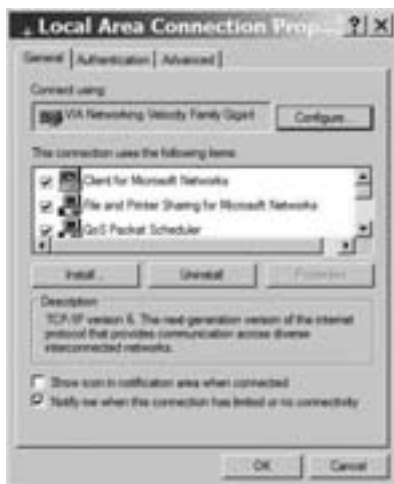 Local Area Connection Prop...
General Authentication Advanced
Connect using:
VIA Networking Velocity Family Gigabit
Configure...
This connection uses the following items:
Client for Microsoft Networks
File and Printer Sharing for Microsoft Networks
QoS Packet Scheduler
Install... Uninstall Properties
Description
TCP/IP version 6. The next generation version of the internet
protocol that provides communication across diverse
interconnected networks.
Show icon in notification area when connected
Notify me when this connection has limited or no connectivity
OK Cancel